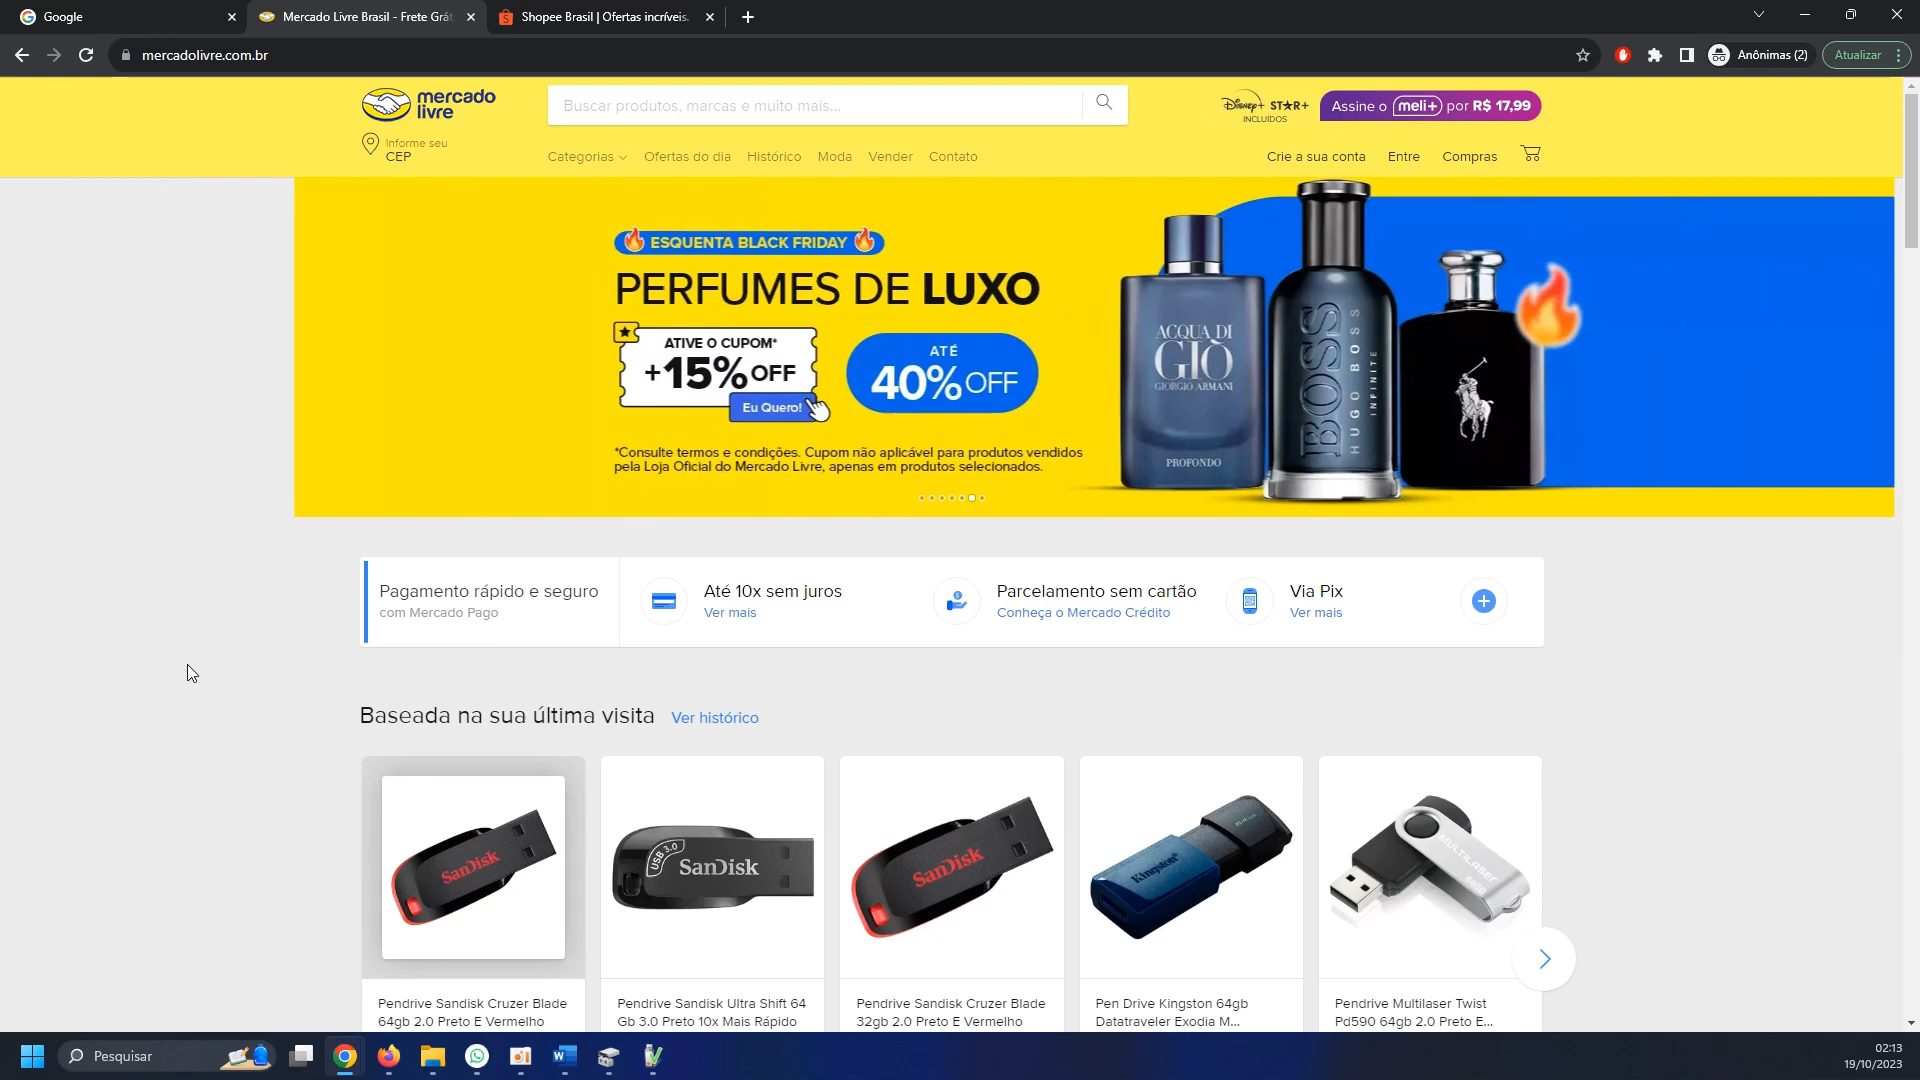 Google
Mercado Livre Brasil - Frete Grát
Shopee Brasil | Ofertas incríveis.
mercadolivre.com.br
Anônimas (2)
Atualizar
mercado
livre
Buscar produtos, marcas e muito mais...
Disney+ STAR+
INCLUÍDOS
Assine o meli+ por R$ 17,99
Informe seu
CEP
Categorias Ofertas do dia Histórico Moda Vender Contato
Crie a sua conta Entre Compras
ESQUENTA BLACK FRIDAY
PERFUMES DE LUXO
ATIVE O CUPOM*
+15% OFF
Eu Quero!
ATÉ
40% OFF
*Consulte termos e condições. Cupom não aplicável para produtos vendidos
pela Loja Oficial do Mercado Livre, apenas em produtos selecionados.
ACQUA DI
GIÒ
GIORGIO ARMANI
PROFONDO
BOSS
HUGO BOSS
INFINITE
Pagamento rápido e seguro
com Mercado Pago
Até 10x sem juros
Ver mais
Parcelamento sem cartão
Conheça o Mercado Crédito
Via Pix
Ver mais
Baseada na sua última visita Ver histórico
SanDisk
USB 3.0
SanDisk
SanDisk
Kingston
MULTILASER
64GB
Pendrive Sandisk Cruzer Blade
64gb 2.0 Preto E Vermelho
Pendrive Sandisk Ultra Shift 64
Gb 3.0 Preto 10x Mais Rápido
Pendrive Sandisk Cruzer Blade
32gb 2.0 Preto E Vermelho
Pen Drive Kingston 64gb
Datatraveler Exodia M...
Pendrive Multilaser Twist
Pd590 64gb 2.0 Preto E...
Pesquisar
02:13
19/10/2023